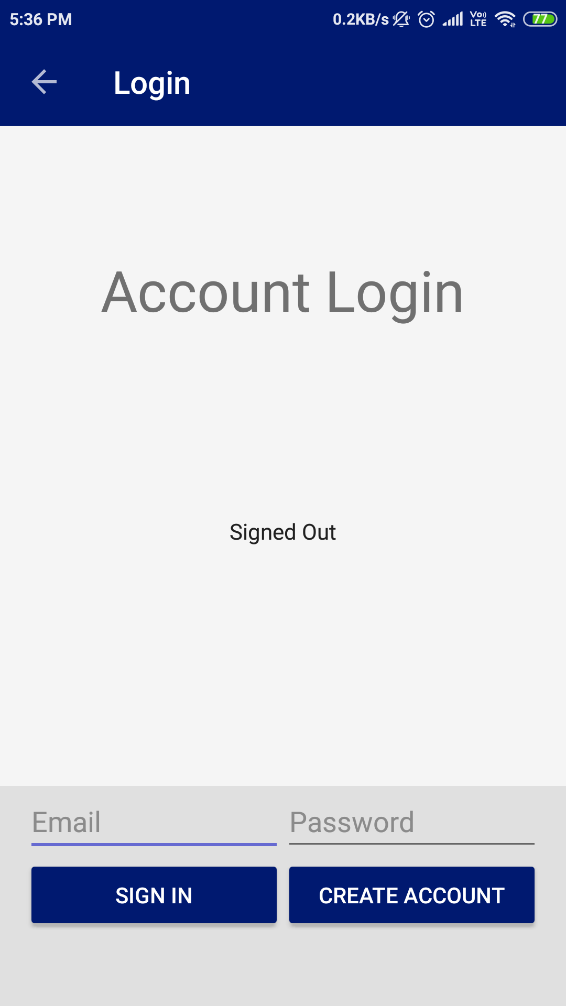 5:36 PM 0.2KB/s Vo)) LTE 77
Login
Account Login
Signed Out
Email Password
SIGN IN CREATE ACCOUNT